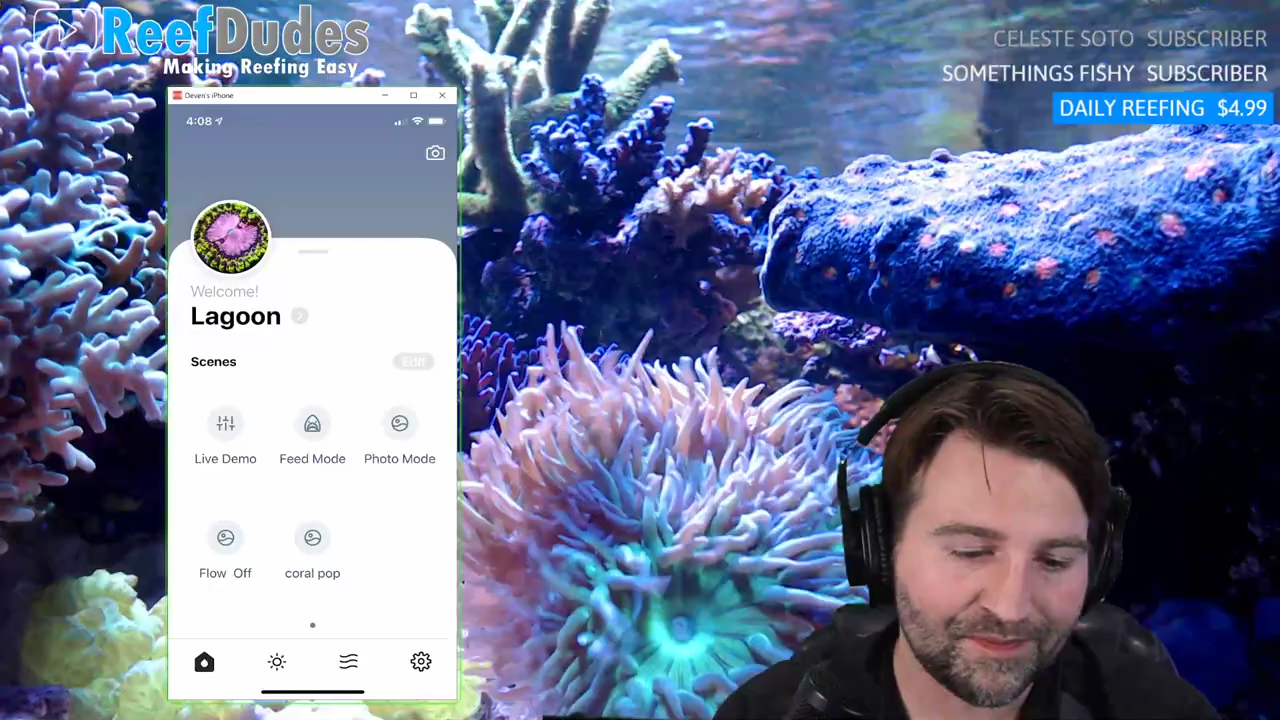 ReefDudes
Making Reefing Easy
CELESTE SOTO SUBSCRIBER
SOMETHINGS FISHY SUBSCRIBER
DAILY REEFING $4.99
Deven's iPhone
4:08
Welcome!
Lagoon
Scenes
Edit
Live Demo
Feed Mode
Photo Mode
Flow Off
coral pop